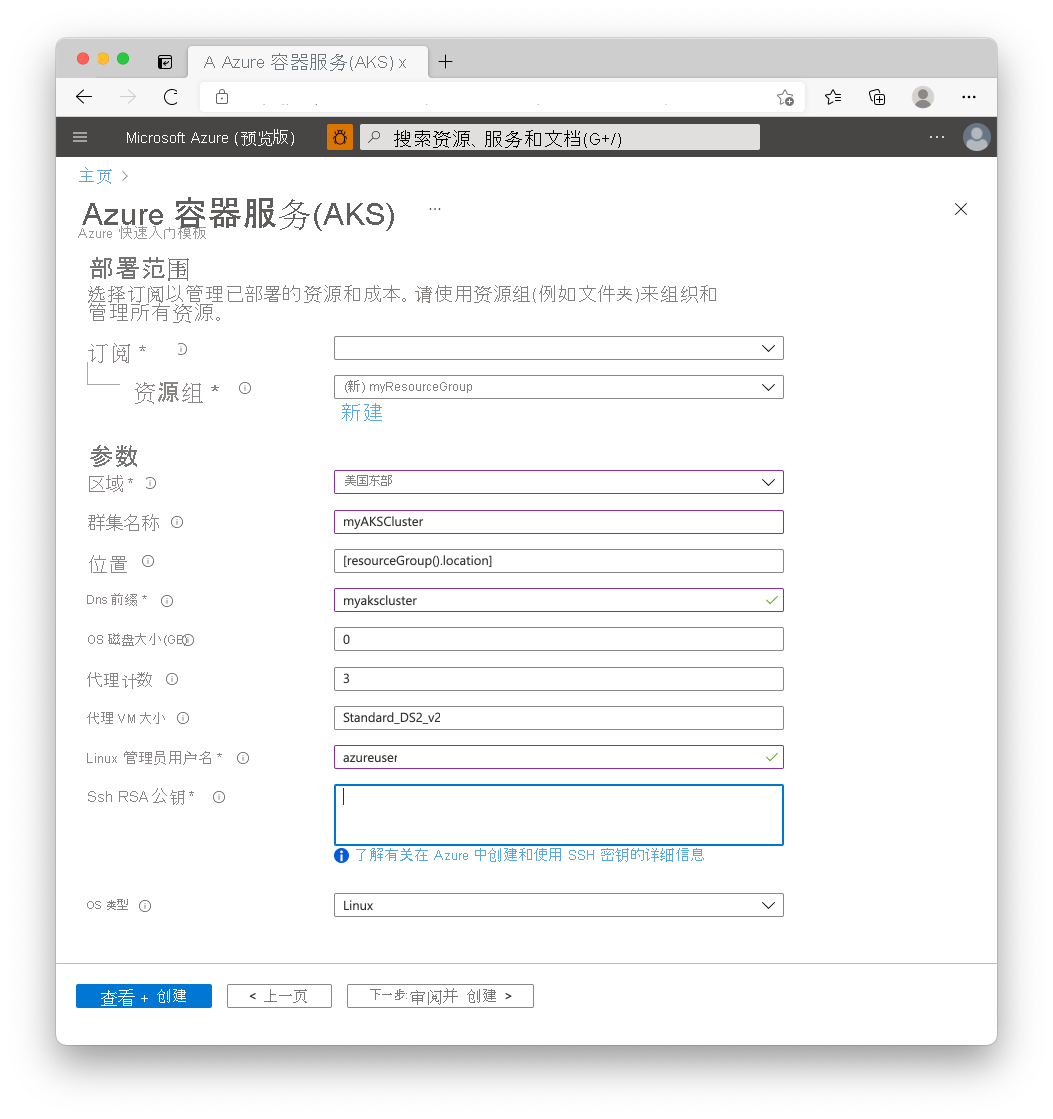 A Azure 容器服务(AKS) x
Microsoft Azure (预览版)
搜索资源、服务和文档(G+/)
主页 >
Azure 容器服务(AKS) ...
Azure 快速入门模板
部署范围
选择订阅以管理已部署的资源和成本。请使用资源组(例如文件夹)来组织和
管理所有资源。
订阅 *
资源组 *
(新) myResourceGroup
新建
参数
区域 *
美国东部
群集名称
myAKSCluster
位置
[resourceGroup().location]
Dns 前缀 *
myakscluster
OS 磁盘大小(GB)
0
代理计数
3
代理 VM 大小
Standard_DS2_v2
Linux 管理员用户名 *
azureuser
Ssh RSA 公钥 *
了解有关在 Azure 中创建和使用 SSH 密钥的详细信息
OS 类型
Linux
查看 + 创建
< 上一页
下一步:审阅并 创建 >